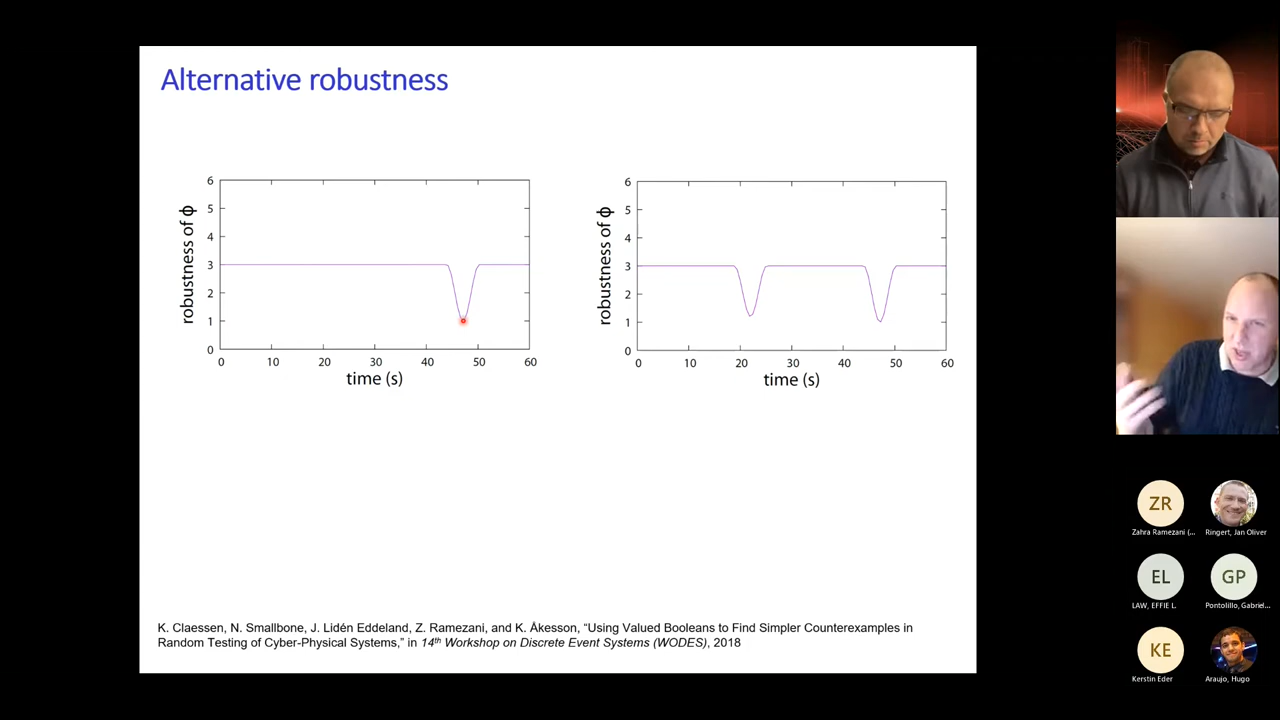 Alternative robustness
6
5
4
3
2
1
0
robustness of ϕ
0 10 20 30 40 50 60
time (s)
6
5
4
3
2
1
0
robustness of ϕ
0 10 20 30 40 50 60
time (s)
K. Claessen, N. Smallbone, J. Lidén Eddeland, Z. Ramezani, and K. Åkesson, “Using Valued Booleans to Find Simpler Counterexamples in
Random Testing of Cyber-Physical Systems,” in 14th Workshop on Discrete Event Systems (WODES), 2018
ZR
Zahra Ramezani (...
Ringert, Jan Oliver
EL
LAW, EFFIE L.
GP
Pontolillo, Gabriel...
KE
Kerstin Eder
Araujo, Hugo